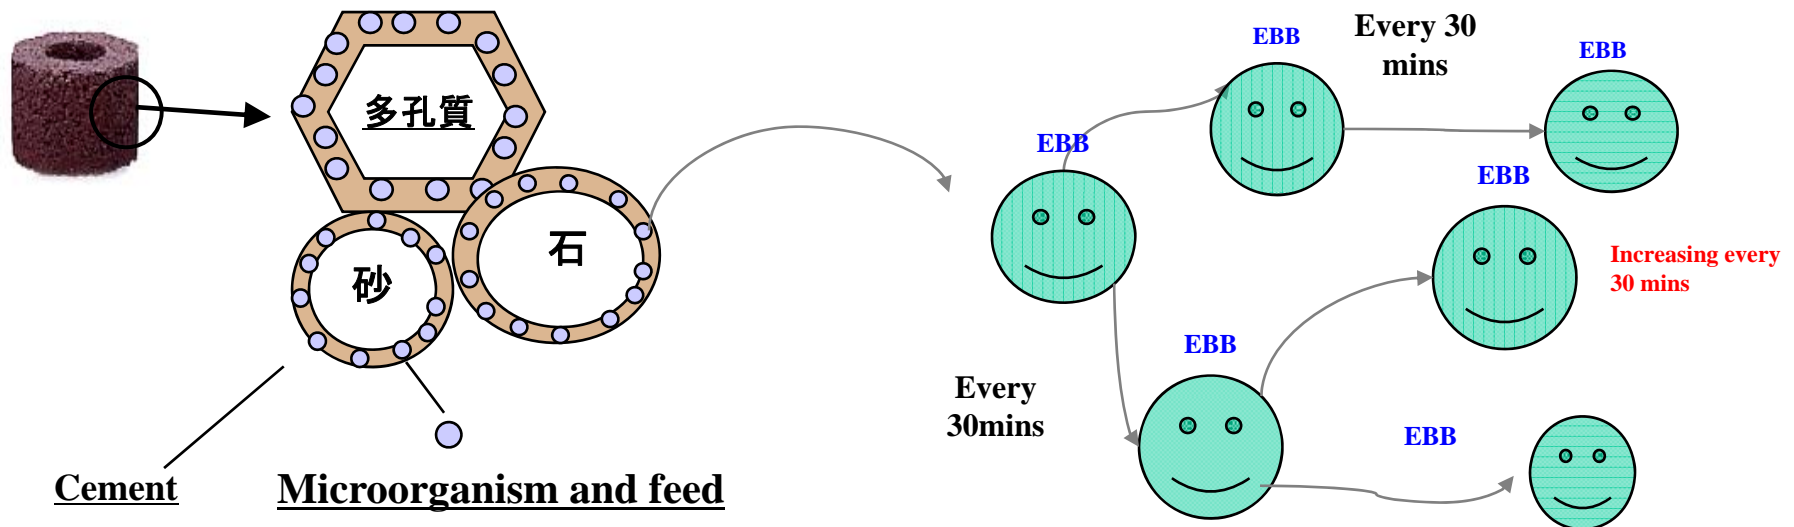 多孔質
石
砂
Cement
Microorganism and feed
EBB
EBB
Every 30
mins
EBB
EBB
Increasing every
30 mins
EBB
Every
30mins
EBB